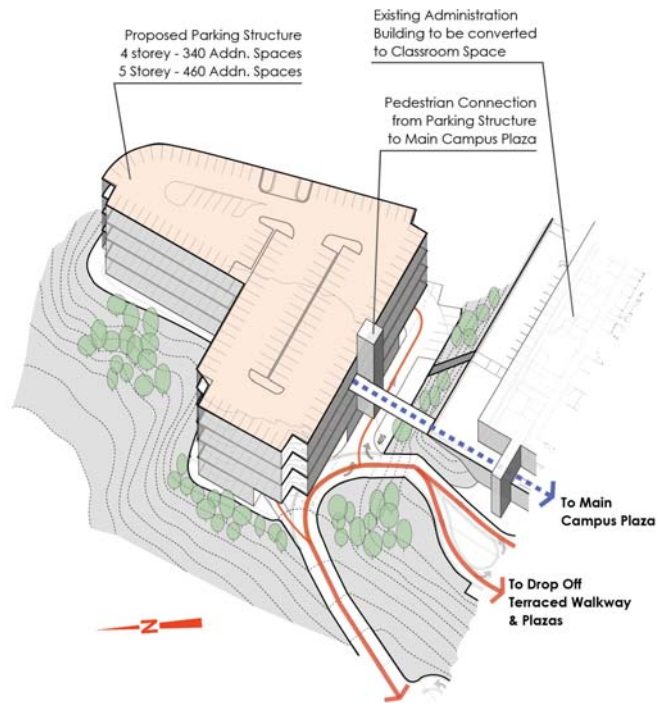 Proposed Parking Structure
4 storey - 340 Addn. Spaces
5 Storey - 460 Addn. Spaces
Existing Administration
Building to be converted
to Classroom Space
Pedestrian Connection
from Parking Structure
to Main Campus Plaza
To Main
Campus Plaza
To Drop Off
Terraced Walkway
& Plazas
N